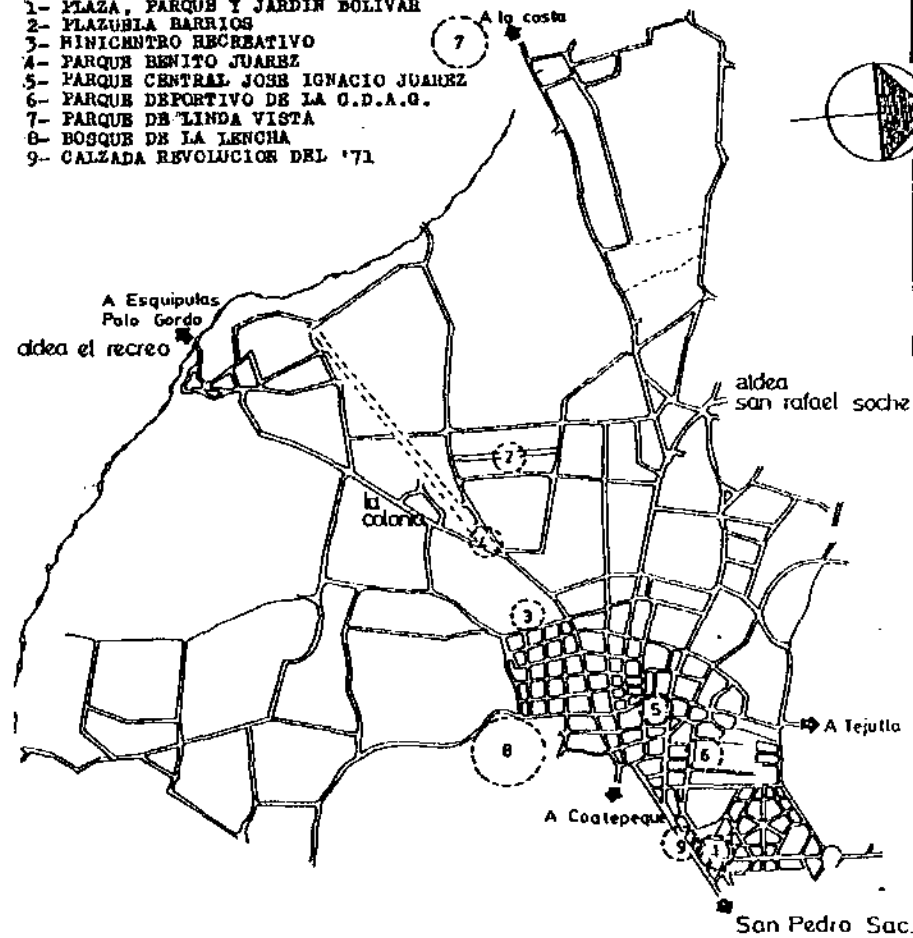 1- PLAZA, PARQUE Y JARDIN BOLIVAR
2- PLAZUELA BARRIOS
3- MINICENTRO RECREATIVO
4- PARQUE BENITO JUAREZ
5- PARQUE CENTRAL JOSE IGNACIO JUAREZ
6- PARQUE DEPORTIVO DE LA C.D.A.G.
7- PARQUE DE LINDA VISTA
8- BOSQUE DE LA LENCHA
9- CALZADA REVOLUCION DEL '71
A la costa
7
A Esquipulas
Palo Gordo
aldea el recreo
aldea
san rafael soche
2
la
colonia
3
5
A Tejutla
6
8
A Coatepeque
9
1
San Pedro Sac.